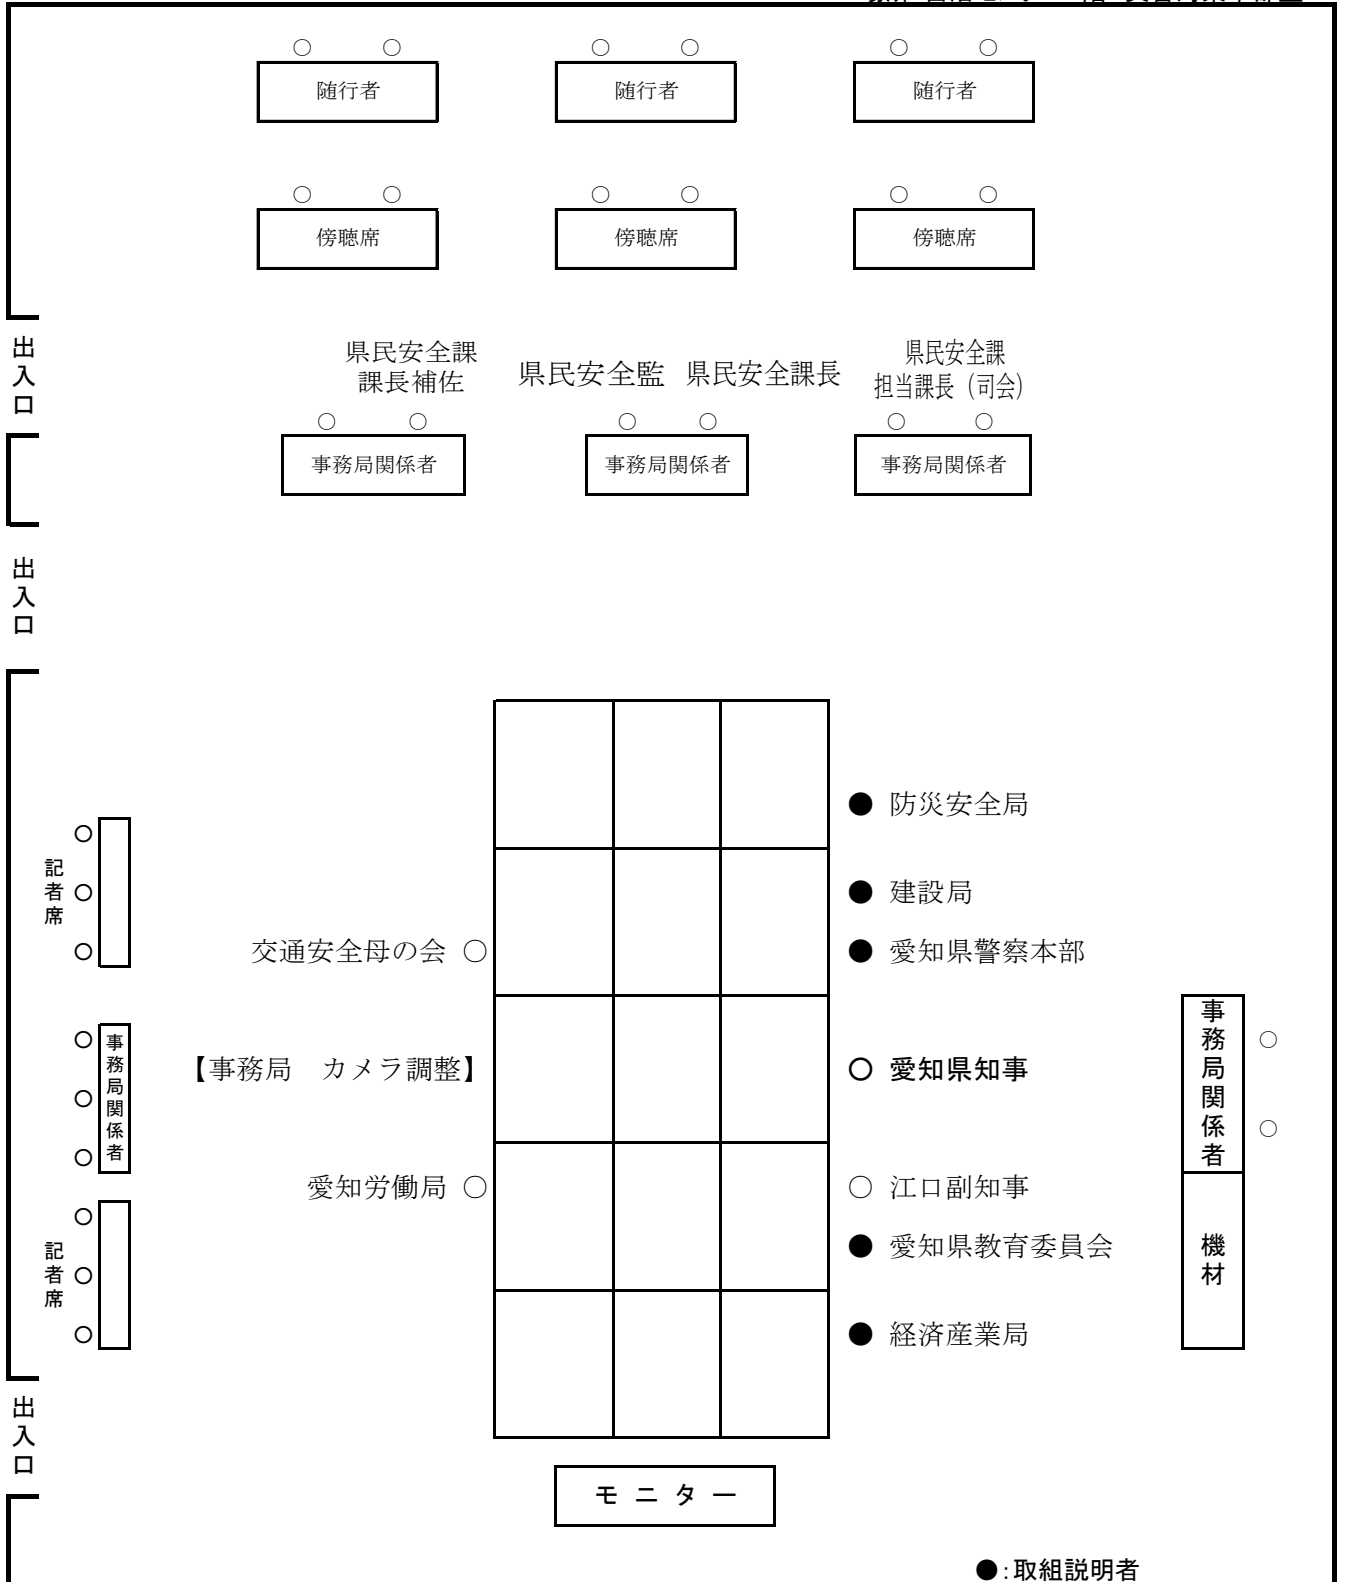 随行者 随行者 随行者
傍聴席 傍聴席 傍聴席
出入口
県民安全課
課長補佐
県民安全監
県民安全課長
県民安全課
担当課長（司会）
事務局関係者 事務局関係者 事務局関係者
出入口
● 防災安全局
記者席
● 建設局
交通安全母の会 ○
● 愛知県警察本部
事務局関係者
【事務局　カメラ調整】
○ 愛知県知事
事務局関係者
愛知労働局 ○
○ 江口副知事
記者席
● 愛知県教育委員会
機材
● 経済産業局
出入口
モニター
●：取組説明者